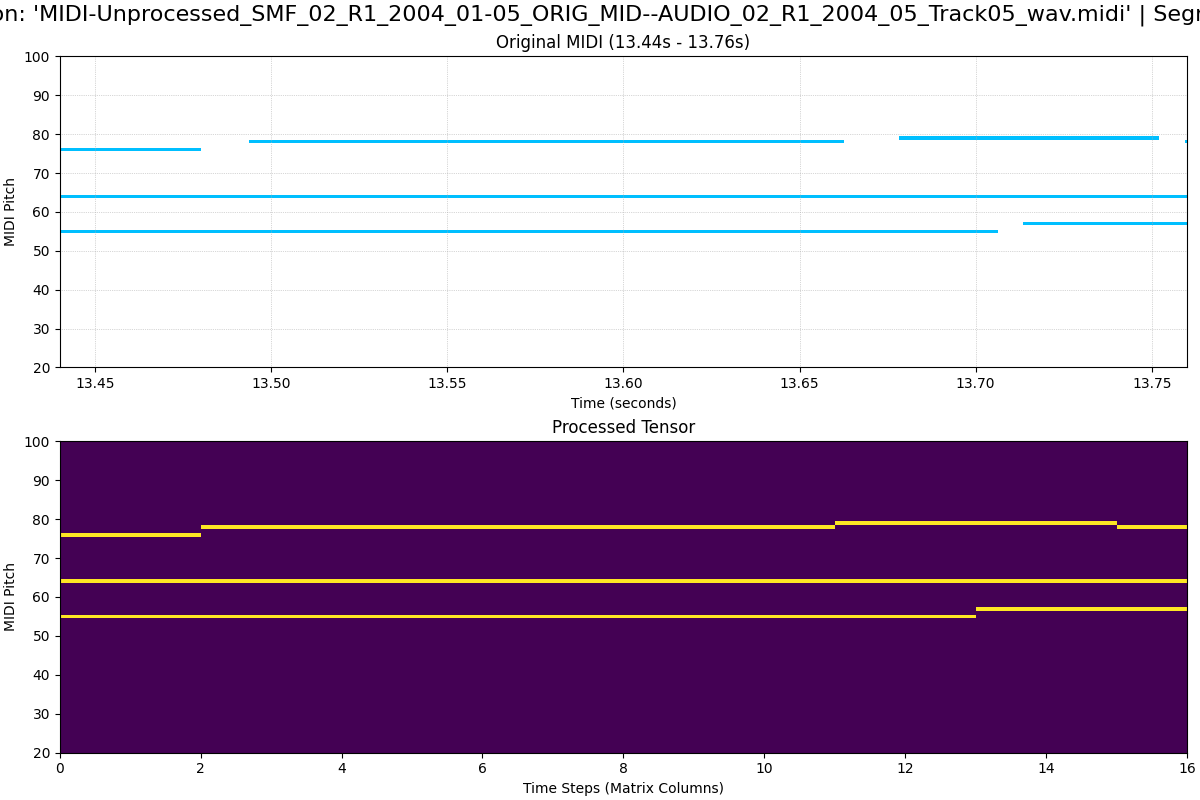 on: 'MIDI-Unprocessed_SMF_02_R1_2004_01-05_ORIG_MID--AUDIO_02_R1_2004_05_Track05_wav.midi' | Segr
Original MIDI (13.44s - 13.76s)
100
90
80
70
60
50
40
30
20
MIDI Pitch
13.45 13.50 13.55 13.60 13.65 13.70 13.75
Time (seconds)
Processed Tensor
100
90
80
70
60
50
40
30
20
MIDI Pitch
0 2 4 6 8 10 12 14 16
Time Steps (Matrix Columns)